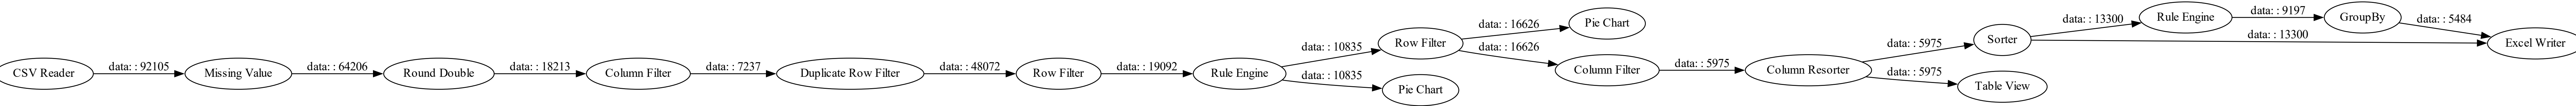 CSV Reader
data: : 92105
Missing Value
data: : 64206
Round Double
data: : 18213
Column Filter
data: : 7237
Duplicate Row Filter
data: : 48072
Row Filter
data: : 19092
Rule Engine
data: : 10835
data: : 10835
Row Filter
Pie Chart
data: : 16626
data: : 16626
Pie Chart
Column Filter
data: : 5975
Column Resorter
data: : 5975
data: : 5975
Sorter
Table View
data: : 13300
data: : 13300
Rule Engine
data: : 9197
GroupBy
data: : 5484
Excel Writer